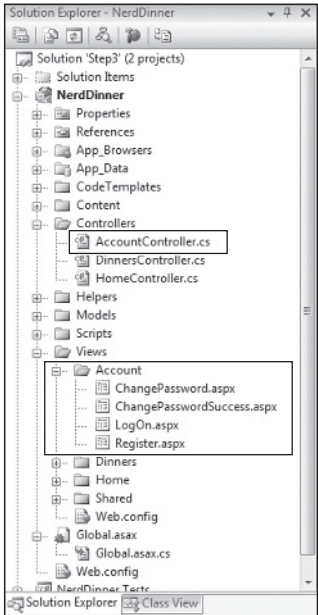 Solution Explorer - NerdDinner
Solution 'Step3' (2 projects)
Solution Items
NerdDinner
Properties
References
App_Browsers
App_Data
CodeTemplates
Content
Controllers
AccountController.cs
DinnersController.cs
HomeController.cs
Helpers
Models
Scripts
Views
Account
ChangePassword.aspx
ChangePasswordSuccess.aspx
LogOn.aspx
Register.aspx
Dinners
Home
Shared
Web.config
Global.asax
Global.asax.cs
Web.config
NerdDinner.Tests
Solution Explorer Class View